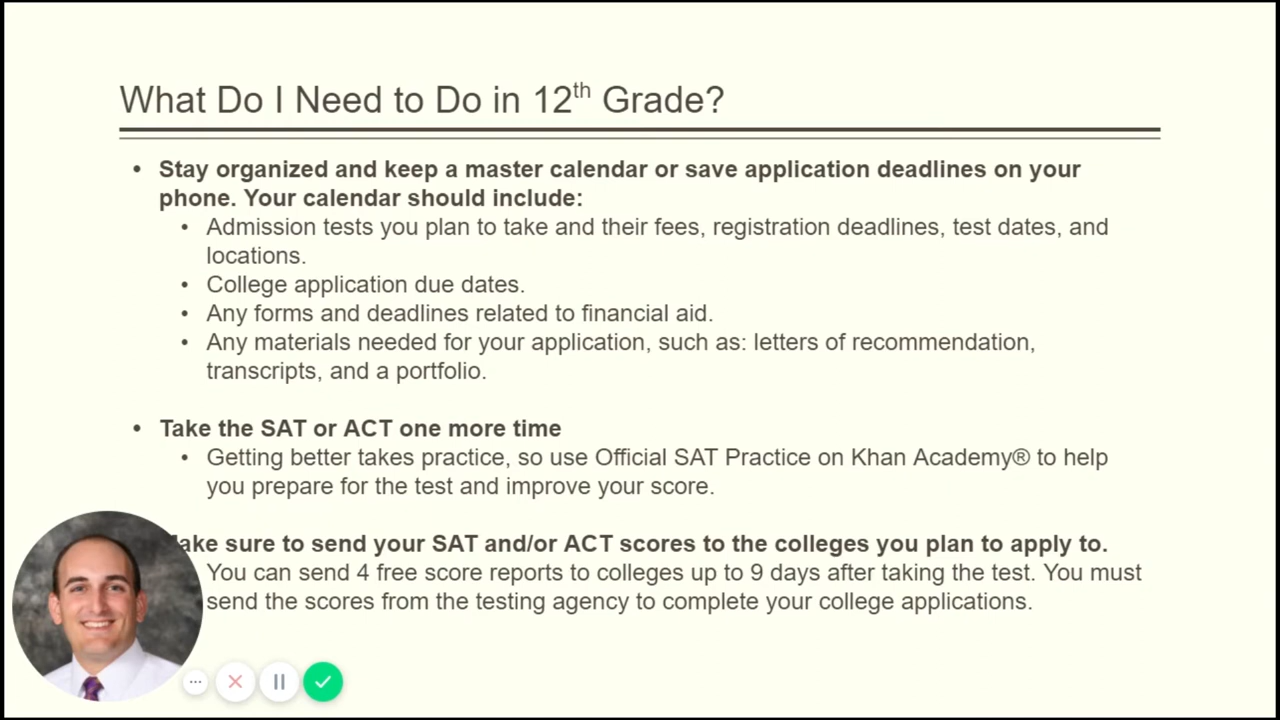 What Do I Need to Do in 12th Grade?
• Stay organized and keep a master calendar or save application deadlines on your
phone. Your calendar should include:
• Admission tests you plan to take and their fees, registration deadlines, test dates, and
locations.
• College application due dates.
• Any forms and deadlines related to financial aid.
• Any materials needed for your application, such as: letters of recommendation,
transcripts, and a portfolio.
• Take the SAT or ACT one more time
• Getting better takes practice, so use Official SAT Practice on Khan Academy® to help
you prepare for the test and improve your score.
Make sure to send your SAT and/or ACT scores to the colleges you plan to apply to.
You can send 4 free score reports to colleges up to 9 days after taking the test. You must
send the scores from the testing agency to complete your college applications.